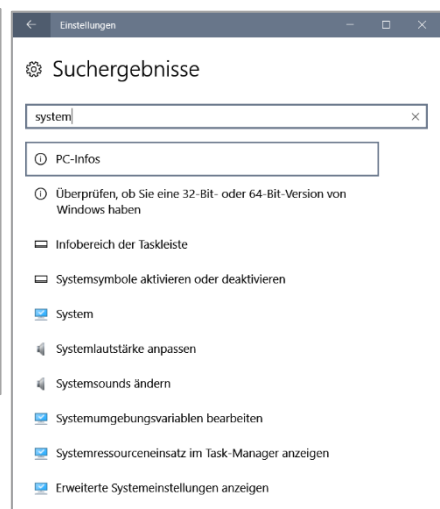 Einstellungen
Suchergebnisse
system
PC-Infos
Überprüfen, ob Sie eine 32-Bit- oder 64-Bit-Version von
Windows haben
Infobereich der Taskleiste
Systemsymbole aktivieren oder deaktivieren
System
Systemlautstärke anpassen
Systemsounds ändern
Systemumgebungsvariablen bearbeiten
Systemressourceneinsatz im Task-Manager anzeigen
Erweiterte Systemeinstellungen anzeigen